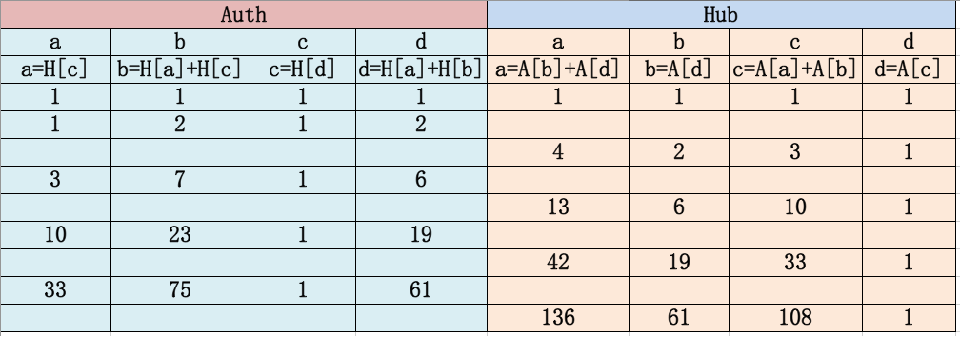 Auth Hub
a b c d a b c d
a=H[c] b=H[a]+H[c] c=H[d] d=H[a]+H[b] a=A[b]+A[d] b=A[d] c=A[a]+A[b] d=A[c]
1 1 1 1 1 1 1 1
1 2 1 2
4 2 3 1
3 7 1 6
13 6 10 1
10 23 1 19
42 19 33 1
33 75 1 61
136 61 108 1